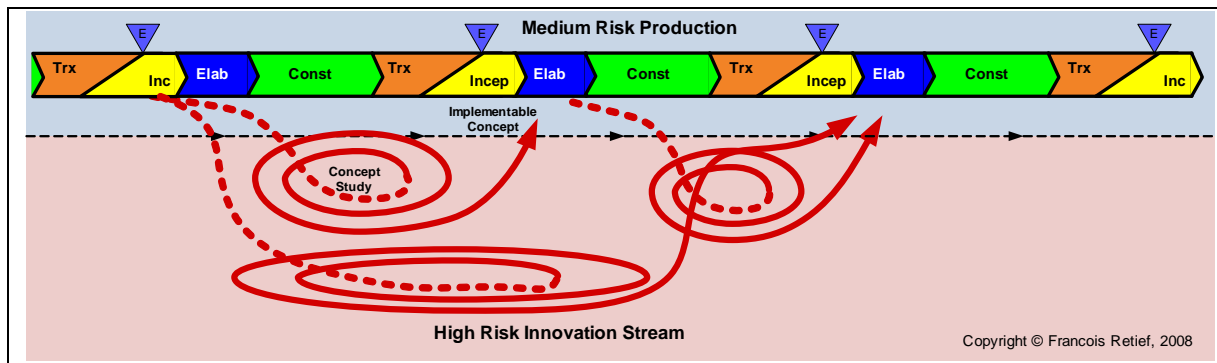 Medium Risk Production
E E E E
Trx Inc Elab Const Trx Incep Elab Const Trx Incep Elab Const Trx Inc
Implementable
Concept
Concept
Study
High Risk Innovation Stream
Copyright © Francois Retief, 2008